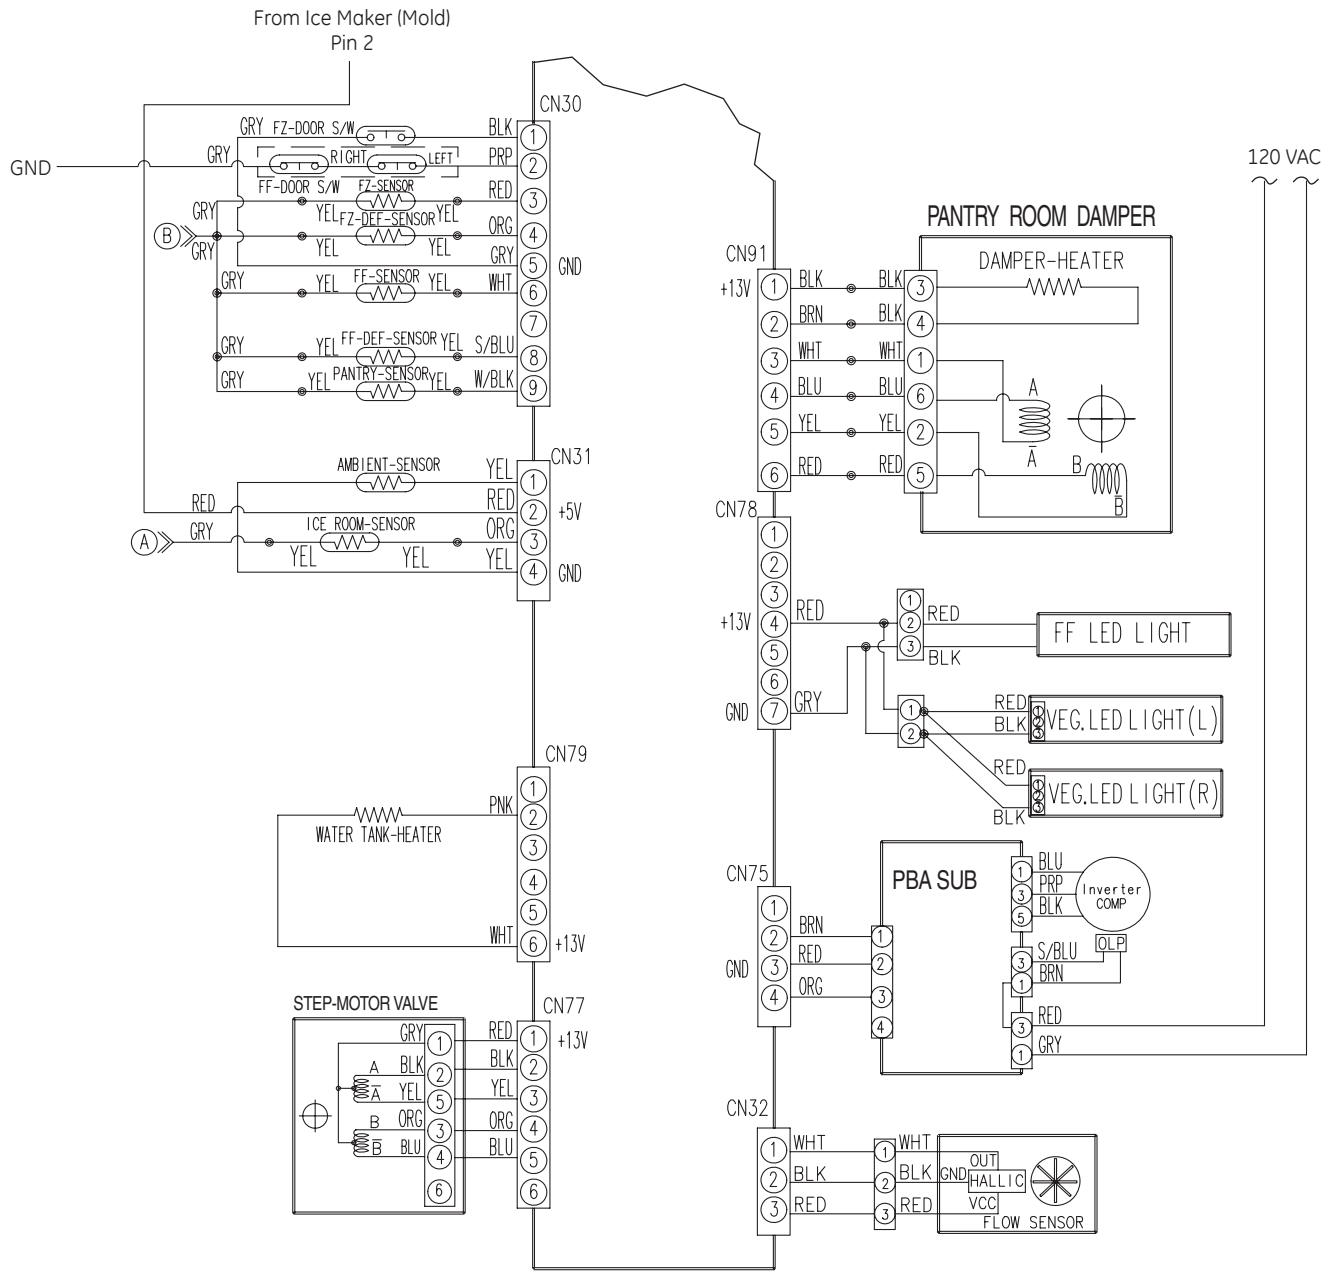 From Ice Maker (Mold)
Pin 2
CN30
GRY FZ-DOOR S/W BLK 1
GND GRY RIGHT LEFT PRP 2
FF-DOOR S/W FZ-SENSOR RED 3
GRY YEL FZ-DEF-SENSOR YEL
B ORG 4
GRY YEL YEL
GRY 5 GND
GRY YEL FF-SENSOR YEL WHT 6
7
GRY YEL FF-DEF-SENSOR YEL S/BLU 8
GRY YEL PANTRY-SENSOR YEL W/BLK 9
CN31
AMBIENT-SENSOR YEL 1
RED RED 2 +5V
A GRY ICE ROOM-SENSOR ORG 3
YEL YEL YEL 4 GND
CN79
1
PNK 2
WATER TANK-HEATER
3
4
5
WHT 6 +13V
STEP-MOTOR VALVE
CN77
GRY 1 RED 1 +13V
A BLK 2 BLK 2
A YEL 5 YEL 3
B ORG 3 ORG 4
B BLU 4 BLU 5
6 6
120 VAC
PANTRY ROOM DAMPER
CN91
DAMPER-HEATER
+13V 1 BLK BLK 3
2 BRN BLK 4
3 WHT WHT 1
4 BLU BLU 6 A
5 YEL YEL 2 A
6 RED RED 5 B B
CN78
1
2
3
+13V 4 RED
5
6
GND 7 GRY
1
2 RED
3 BLK
FF LED LIGHT
1 RED 1
2 BLK 2
3
VEG.LED LIGHT(L)
RED 1
2
BLK 3
VEG.LED LIGHT(R)
CN75
PBA SUB
1
2 BRN 1
GND 3 RED 2
4 ORG 3
4
1 BLU
3 PRP
5 BLK
Inverter
COMP
OLP
3 S/BLU
1 BRN
3 RED
1 GRY
CN32
1 WHT 1 WHT OUT
2 BLK 2 BLK GND HALLIC
3 RED 3 RED VCC
FLOW SENSOR